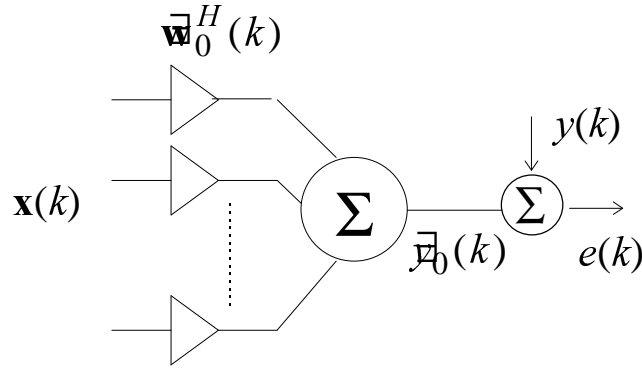 w₀ᴴ(k)
y(k)
x(k)
Σ
Σ
y₀(k)
e(k)